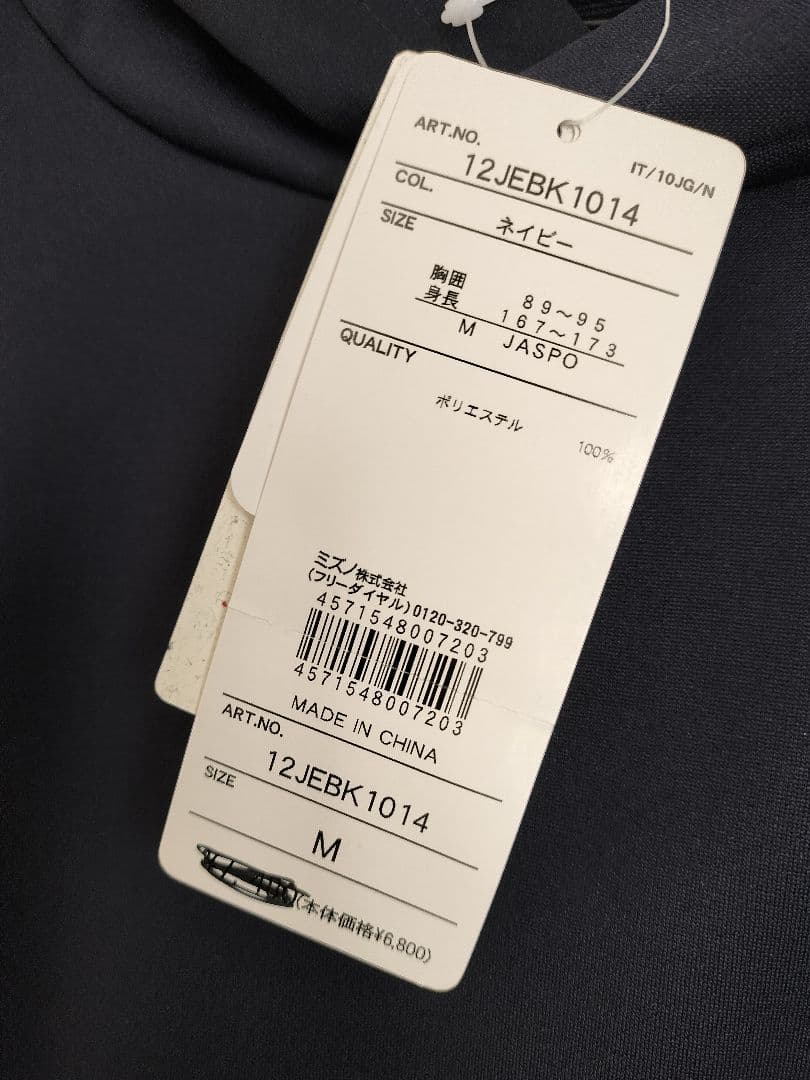 ART.NO.
IT/10JG/N
12JEBK1014
COL.
ネイビー
SIZE
胸囲 89〜95
身長 167〜173
M JASPO
QUALITY
ポリエステル 100%
ミズノ株式会社
(フリーダイヤル)0120-320-799
4571548007203
4571548007203
MADE IN CHINA
ART.NO.
12JEBK1014
SIZE
M
(本体価格¥6,800)